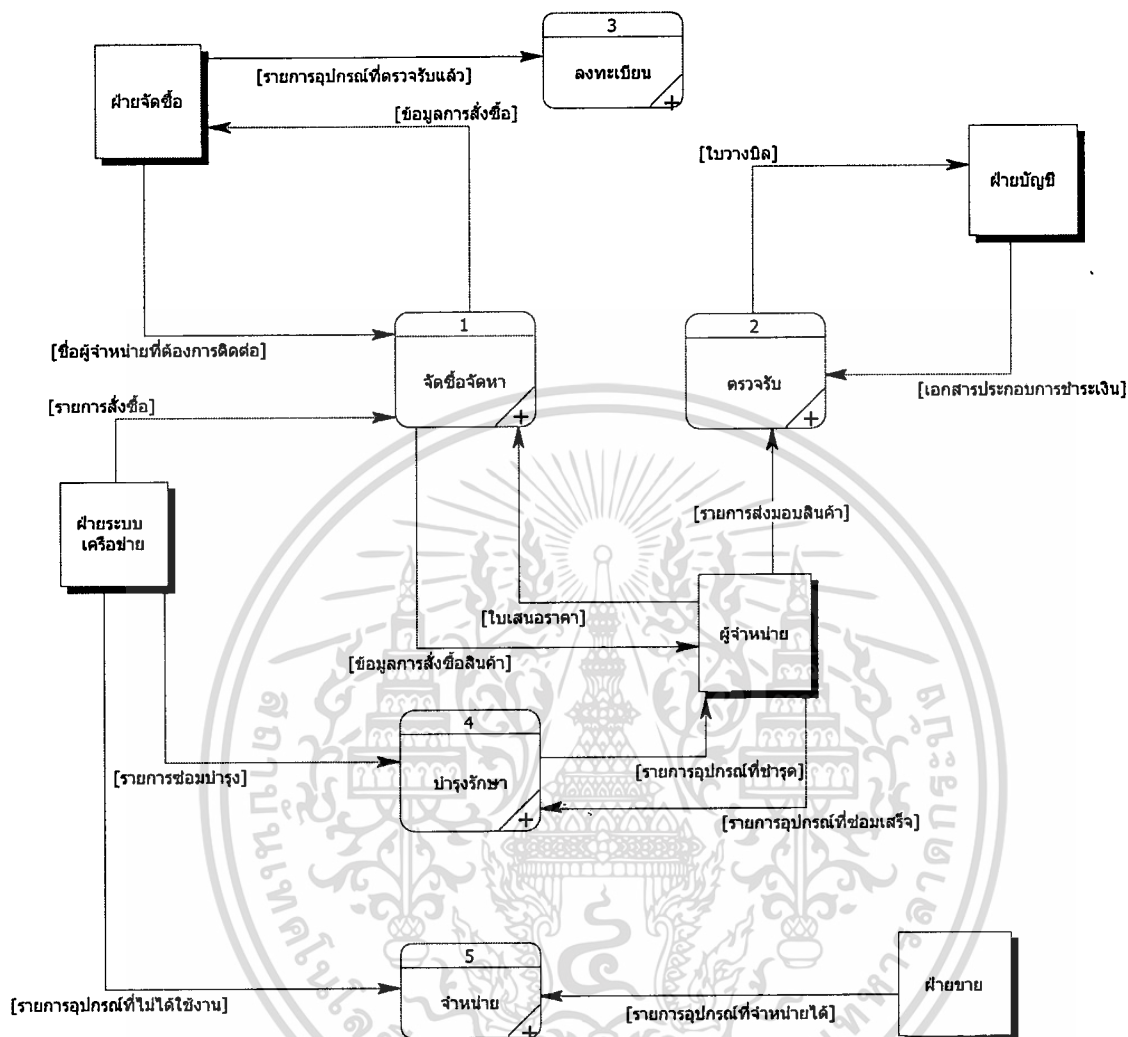 3
ลงทะเบียน
[รายการอุปกรณ์ที่ตรวจรับแล้ว]
ฝ่ายจัดซื้อ
[ข้อมูลการสั่งซื้อ]
[ใบวางบิล]
ฝ่ายบัญชี
1
จัดซื้อจัดหา
2
ตรวจรับ
[ชื่อผู้จำหน่ายที่ต้องการติดต่อ]
[เอกสารประกอบการชำระเงิน]
[รายการสั่งซื้อ]
[รายการส่งมอบสินค้า]
ฝ่ายระบบ
เครือข่าย
[ใบเสนอราคา]
ผู้จำหน่าย
[ข้อมูลการสั่งซื้อสินค้า]
4
บำรุงรักษา
[รายการซ่อมบำรุง]
[รายการอุปกรณ์ที่ชำรุด]
[รายการอุปกรณ์ที่ซ่อมเสร็จ]
5
จำหน่าย
ฝ่ายขาย
[รายการอุปกรณ์ที่ไม่ได้ใช้งาน]
[รายการอุปกรณ์ที่จำหน่ายได้]